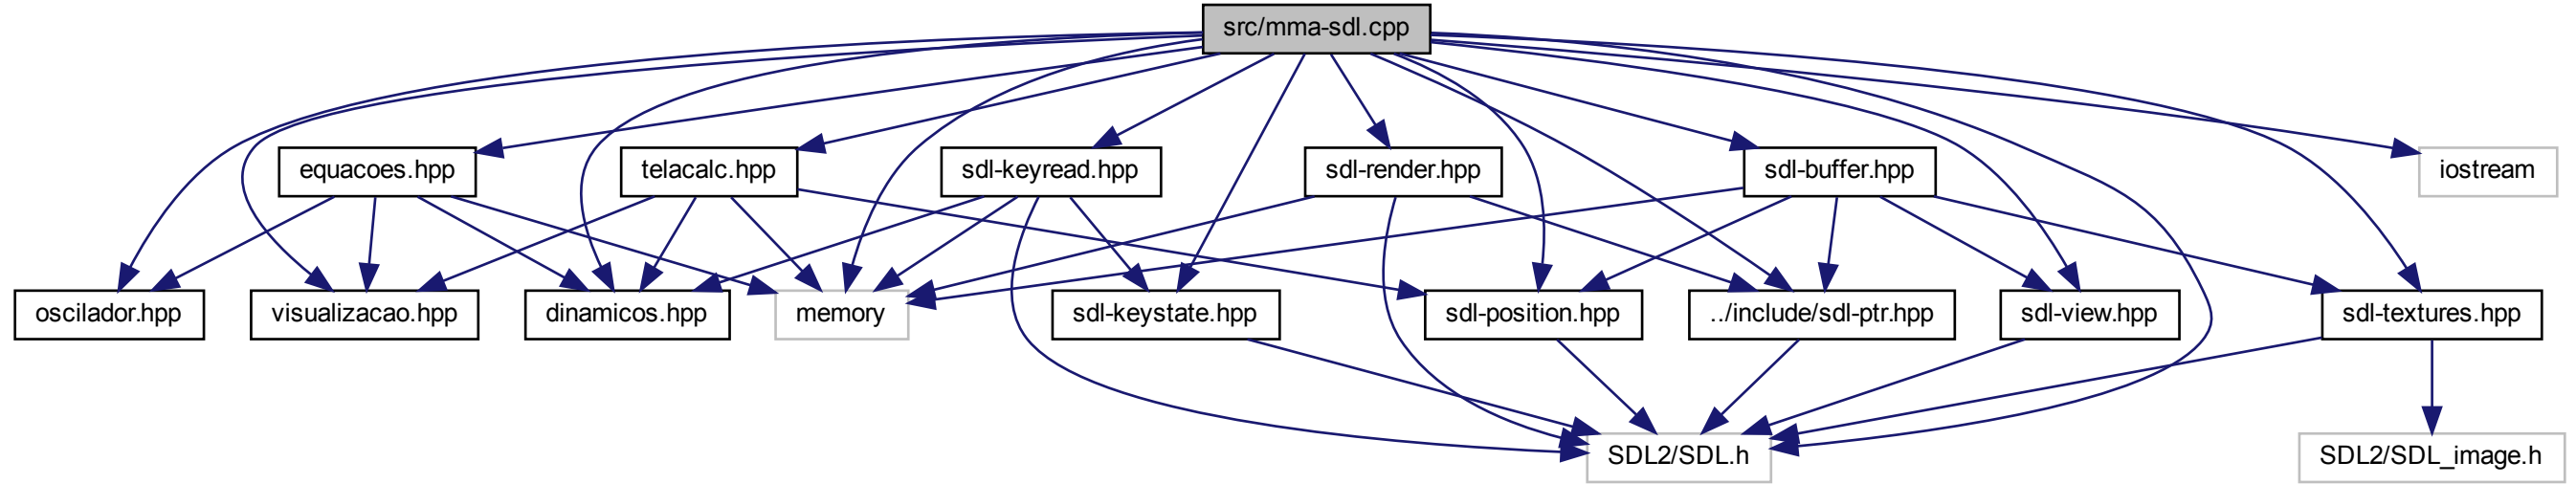 src/mma-sdl.cpp
equacoes.hpp
telacalc.hpp
sdl-keyread.hpp
sdl-render.hpp
sdl-buffer.hpp
iostream
oscilador.hpp
visualizacao.hpp
dinamicos.hpp
memory
sdl-keystate.hpp
sdl-position.hpp
../include/sdl-ptr.hpp
sdl-view.hpp
sdl-textures.hpp
SDL2/SDL.h
SDL2/SDL_image.h